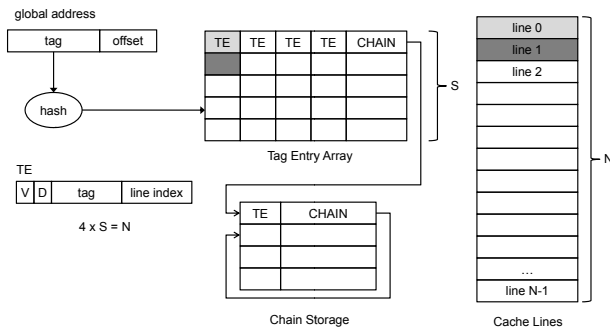 global address
tag offset
hash
TE TE TE TE CHAIN
S
Tag Entry Array
TE
V D tag line index
4 x S = N
TE CHAIN
Chain Storage
line 0
line 1
line 2
...
line N-1
N
Cache Lines